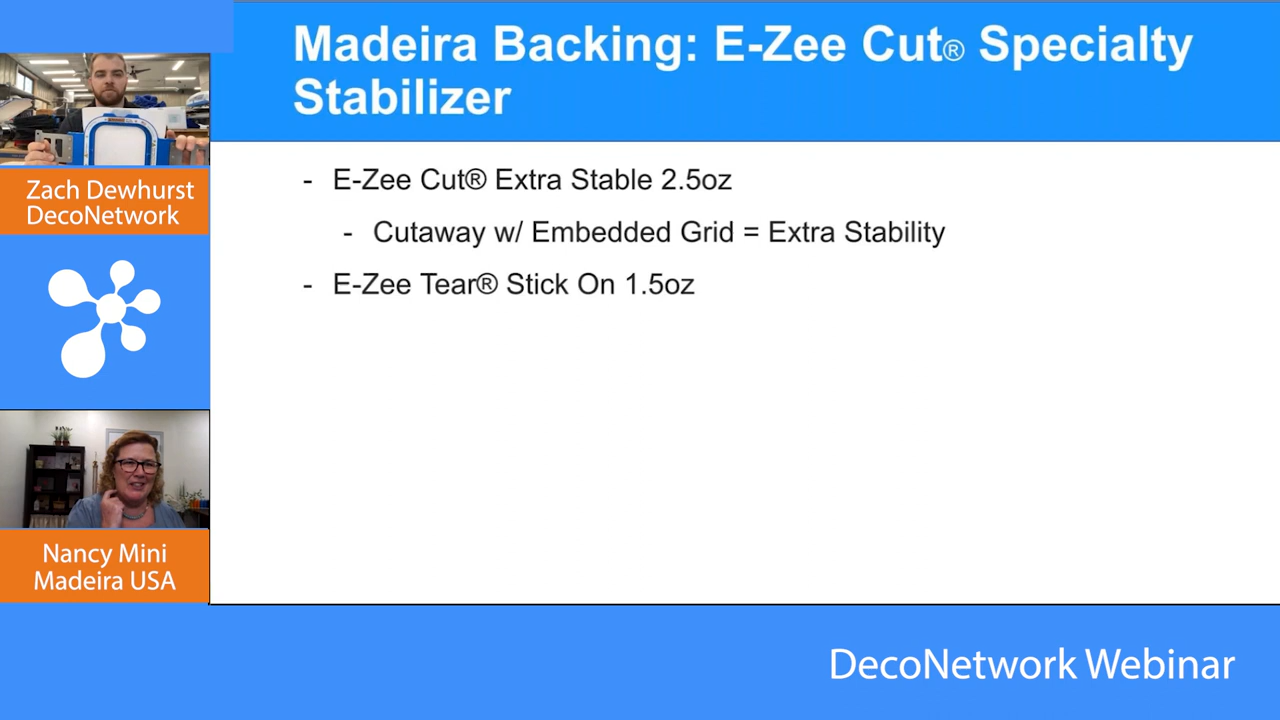 Madeira Backing: E-Zee Cut® Specialty
Stabilizer
- E-Zee Cut® Extra Stable 2.5oz
- Cutaway w/ Embedded Grid = Extra Stability
- E-Zee Tear® Stick On 1.5oz
Zach Dewhurst
DecoNetwork
Nancy Mini
Madeira USA
DecoNetwork Webinar